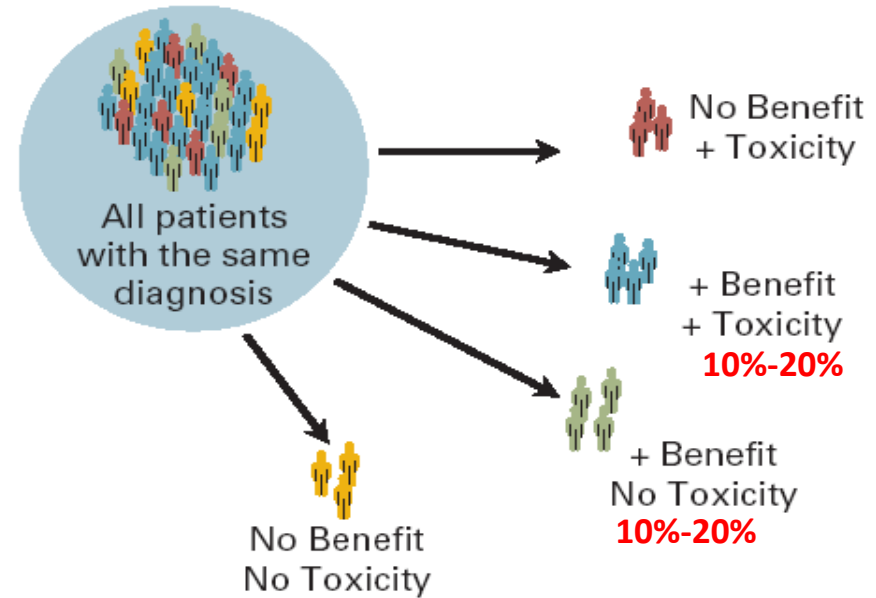 All patients
with the same
diagnosis
No Benefit
+ Toxicity
+ Benefit
+ Toxicity
10%-20%
+ Benefit
No Toxicity
10%-20%
No Benefit
No Toxicity